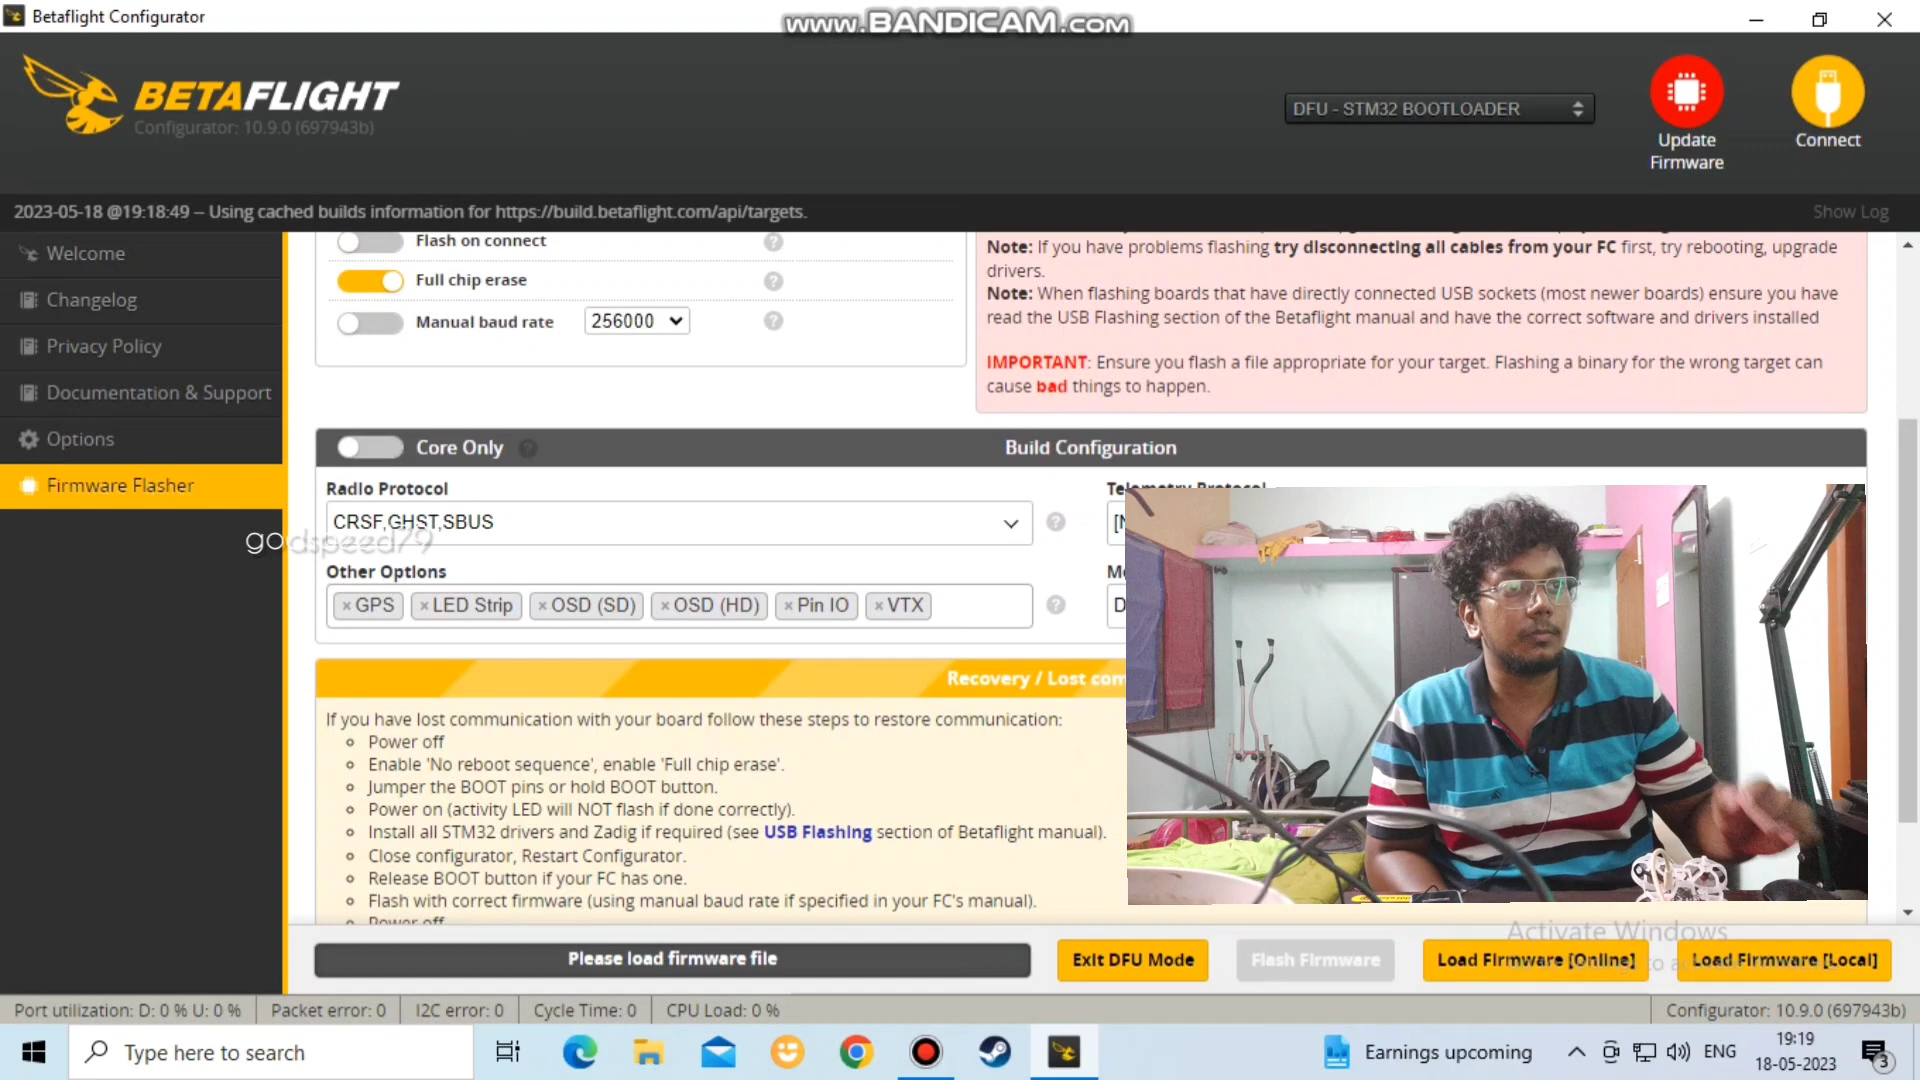 Betaflight Configurator
www.BANDICAM.com
BETAFLIGHT
Configurator: 10.9.0 (697943b)
DFU - STM32 BOOTLOADER
Update
Firmware
Connect
2023-05-18 @19:18:49 -- Using cached builds information for https://build.betaflight.com/api/targets.
Show Log
Welcome
Changelog
Privacy Policy
Documentation & Support
Options
Firmware Flasher
Flash on connect
Full chip erase
Manual baud rate
256000
Note: If you have problems flashing try disconnecting all cables from your FC first, try rebooting, upgrade
drivers.
Note: When flashing boards that have directly connected USB sockets (most newer boards) ensure you have
read the USB Flashing section of the Betaflight manual and have the correct software and drivers installed
IMPORTANT: Ensure you flash a file appropriate for your target. Flashing a binary for the wrong target can
cause bad things to happen.
Core Only
Build Configuration
Radio Protocol
Telemetry Protocol
CRSF,GHST,SBUS
godspeed79
Other Options
×GPS ×LED Strip ×OSD (SD) ×OSD (HD) ×Pin IO ×VTX
Recovery / Lost com
If you have lost communication with your board follow these steps to restore communication:
Power off
Enable 'No reboot sequence', enable 'Full chip erase'.
Jumper the BOOT pins or hold BOOT button.
Power on (activity LED will NOT flash if done correctly).
Install all STM32 drivers and Zadig if required (see USB Flashing section of Betaflight manual).
Close configurator, Restart Configurator.
Release BOOT button if your FC has one.
Flash with correct firmware (using manual baud rate if specified in your FC's manual).
Power off
Activate Windows
Please load firmware file
Exit DFU Mode
Flash Firmware
Load Firmware [Online]
Load Firmware [Local]
Port utilization: D: 0 % U: 0 %
Packet error: 0
I2C error: 0
Cycle Time: 0
CPU Load: 0 %
Configurator: 10.9.0 (697943b)
Type here to search
Earnings upcoming
ENG
19:19
18-05-2023
3